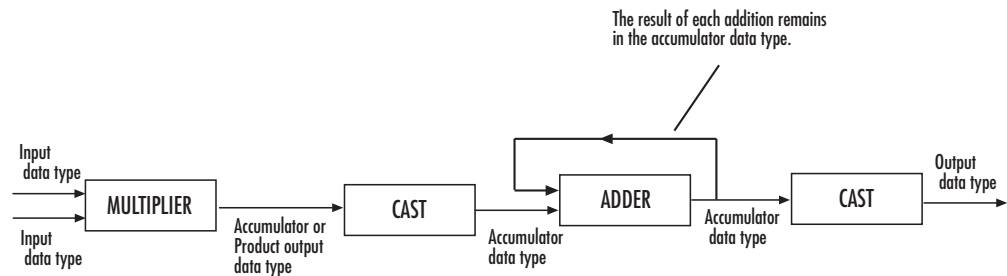 The result of each addition remains
in the accumulator data type.
Input
data type
MULTIPLIER
Input
data type
Accumulator or
Product output
data type
CAST
Accumulator
data type
ADDER
Accumulator
data type
CAST
Output
data type